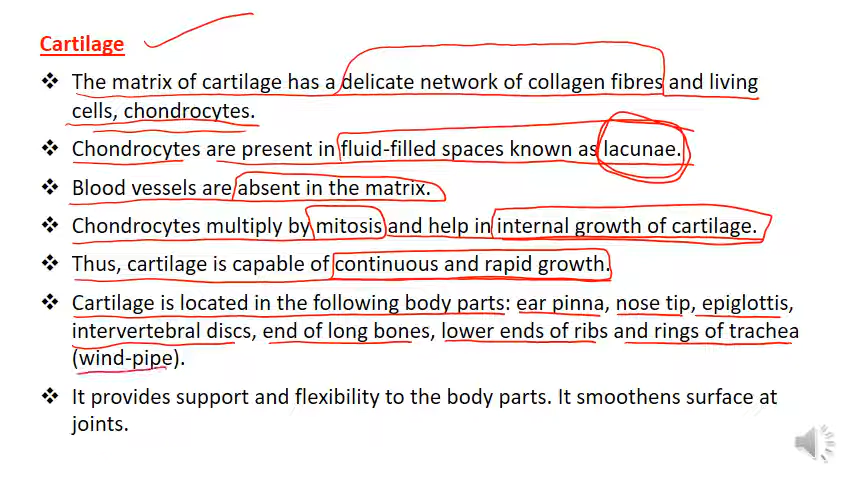 Cartilage
❖ The matrix of cartilage has a delicate network of collagen fibres and living
cells, chondrocytes.
❖ Chondrocytes are present in fluid-filled spaces known as lacunae.
❖ Blood vessels are absent in the matrix.
❖ Chondrocytes multiply by mitosis and help in internal growth of cartilage.
❖ Thus, cartilage is capable of continuous and rapid growth.
❖ Cartilage is located in the following body parts: ear pinna, nose tip, epiglottis,
intervertebral discs, end of long bones, lower ends of ribs and rings of trachea
(wind-pipe).
❖ It provides support and flexibility to the body parts. It smoothens surface at
joints.